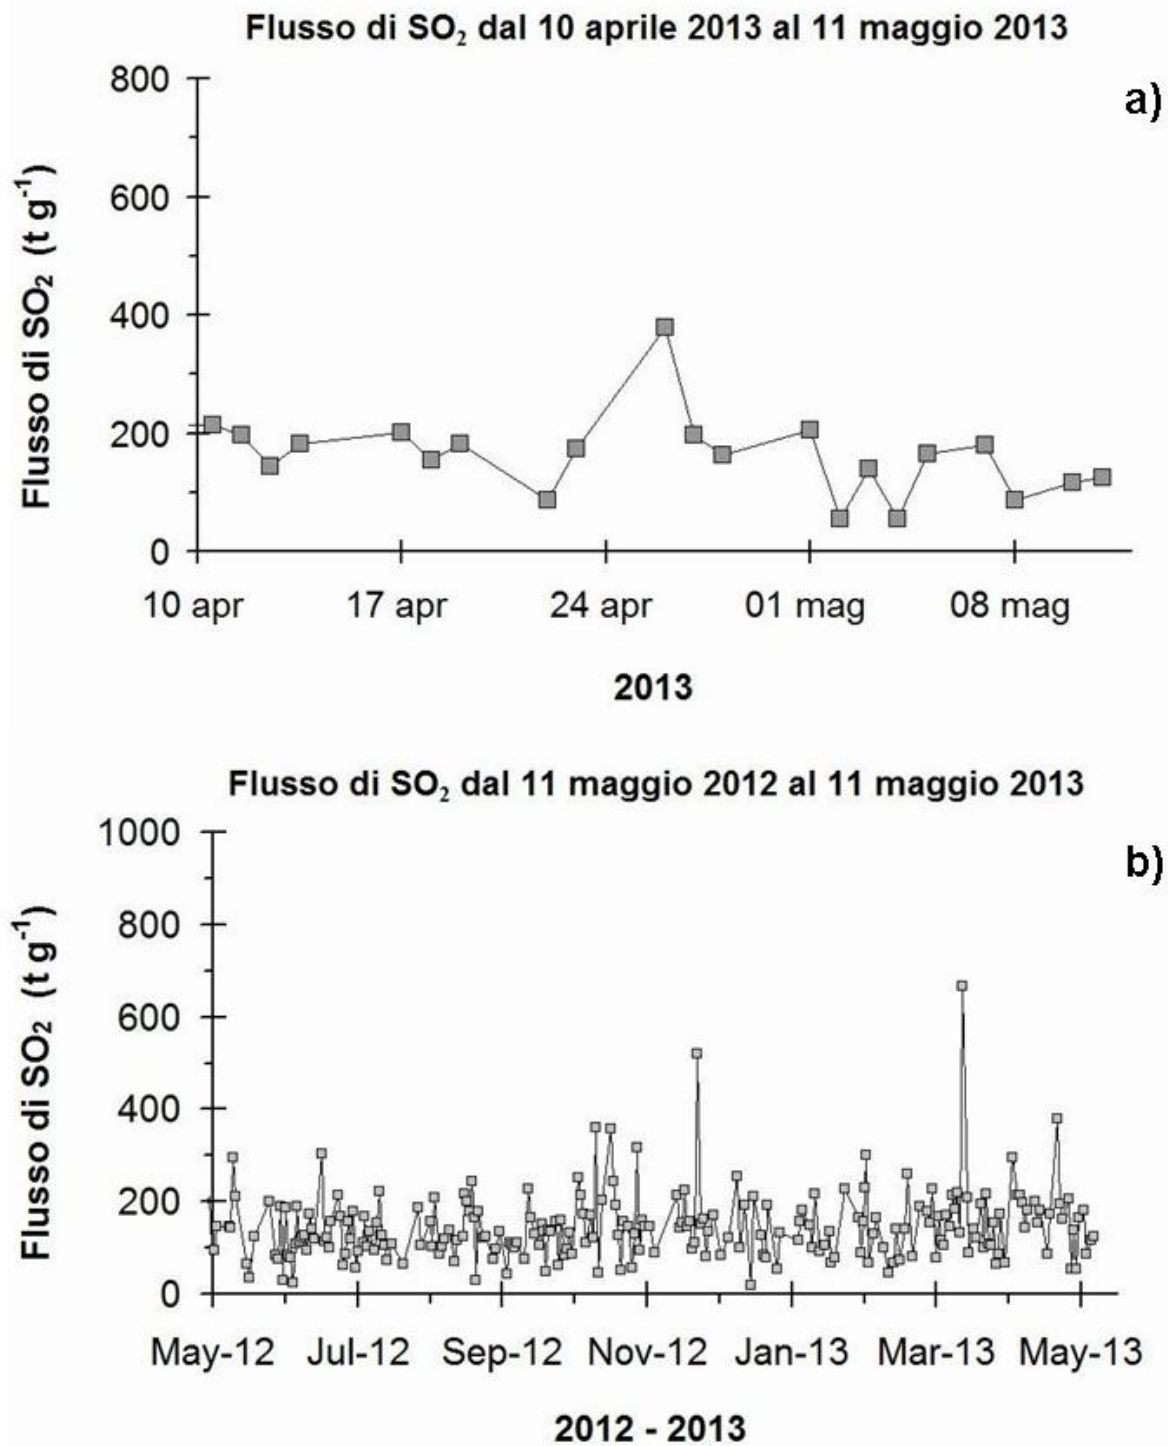 Flusso di SO₂ dal 10 aprile 2013 al 11 maggio 2013
a)
Flusso di SO₂ (t g⁻¹)
800
600
400
200
0
10 apr 17 apr 24 apr 01 mag 08 mag
2013
Flusso di SO₂ dal 11 maggio 2012 al 11 maggio 2013
b)
Flusso di SO₂ (t g⁻¹)
1000
800
600
400
200
0
May-12 Jul-12 Sep-12 Nov-12 Jan-13 Mar-13 May-13
2012 - 2013